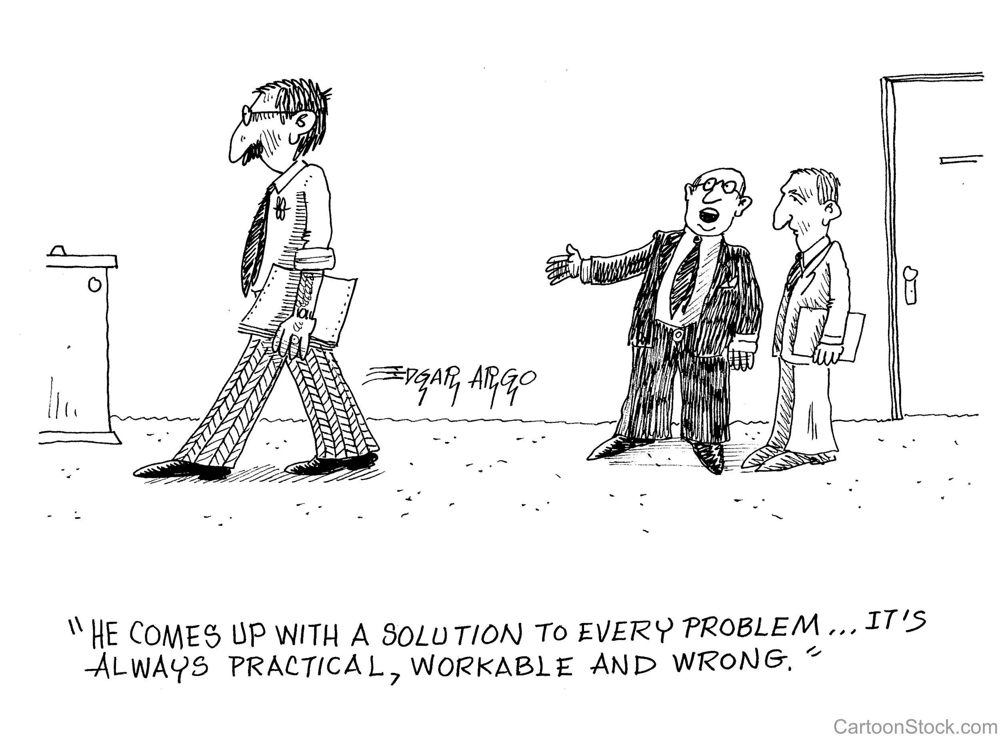 EDGAR ARGO
"HE COMES UP WITH A SOLUTION TO EVERY PROBLEM... IT'S
ALWAYS PRACTICAL, WORKABLE AND WRONG."
CartoonStock.com